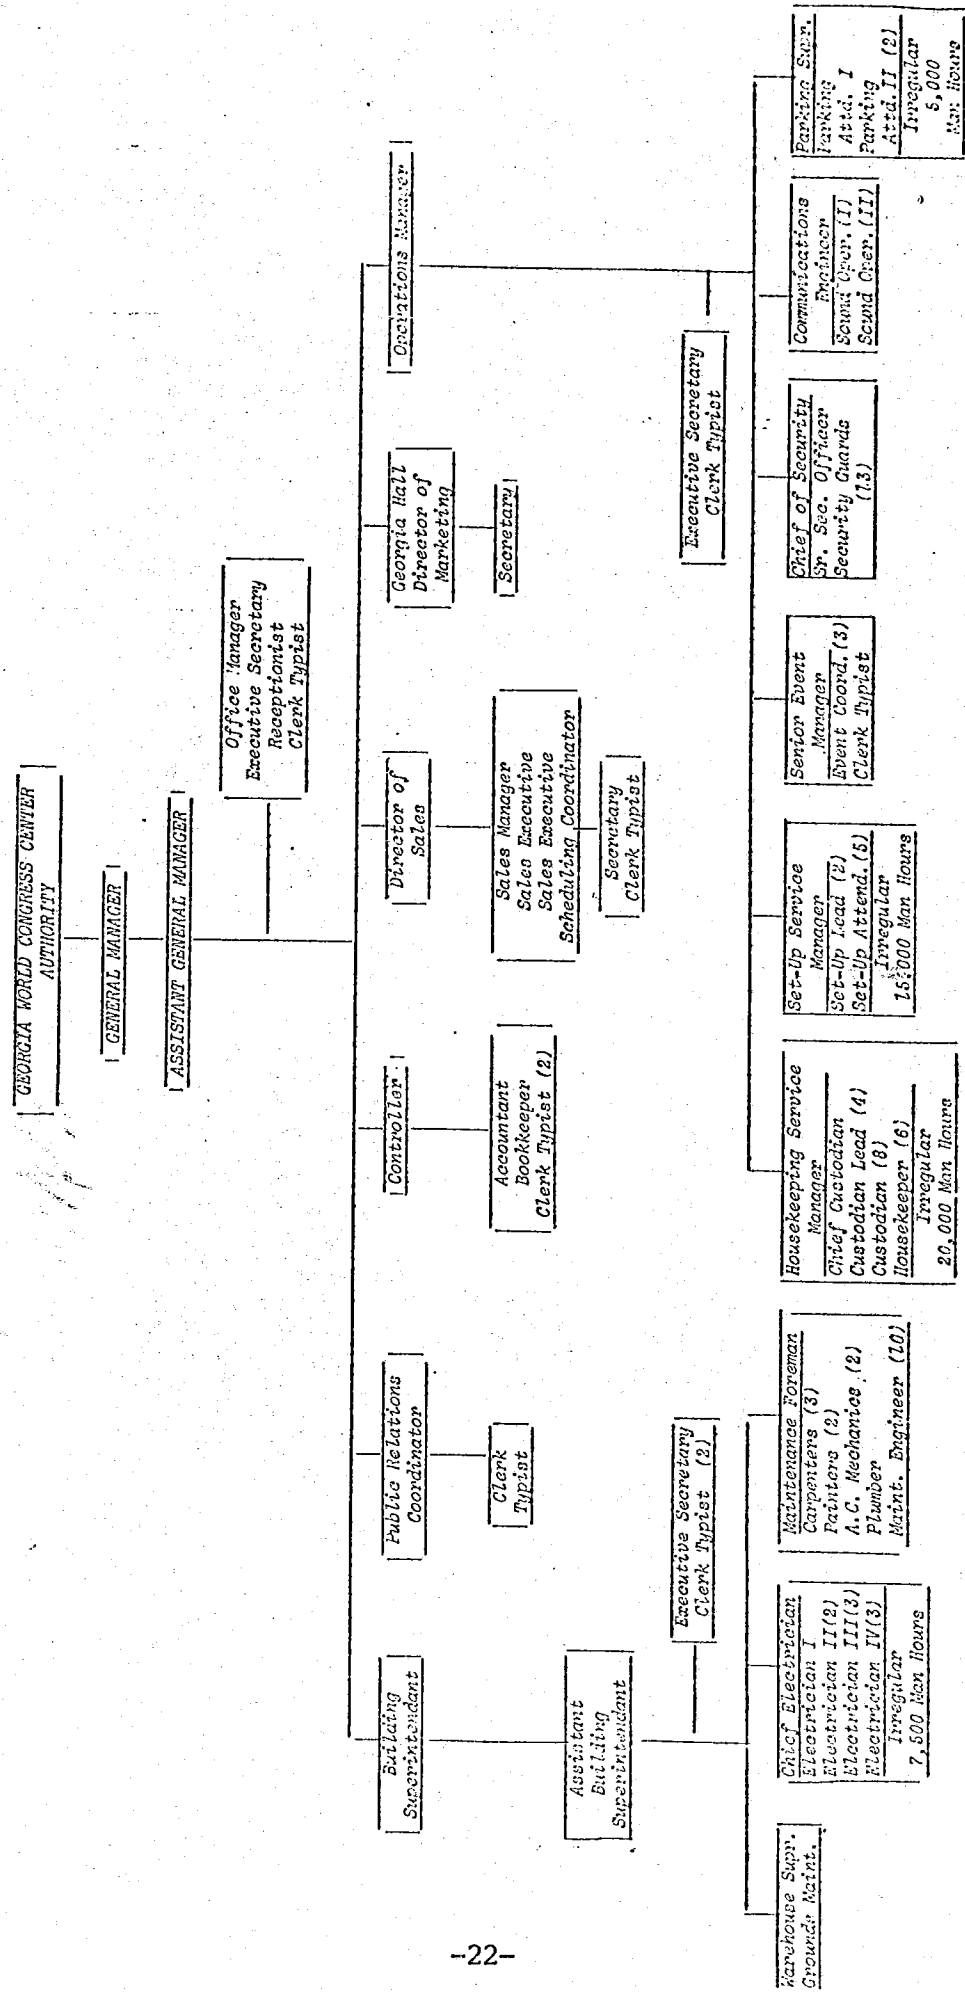 GEORGIA WORLD CONGRESS CENTER
AUTHORITY
GENERAL MANAGER
ASSISTANT GENERAL MANAGER
Office Manager
Executive Secretary
Receptionist
Clerk Typist
Building
Superintendant
Public Relations
Coordinator
Controller
Director of
Sales
Georgia Hall
Director of
Marketing
Operations Manager
Clerk
Typist
Accountant
Bookkeeper
Clerk Typist (2)
Sales Manager
Sales Executive
Sales Executive
Scheduling Coordinator
Secretary
Assistant
Building
Superintendant
Secretary
Clerk Typist
Executive Secretary
Clerk Typist (2)
Executive Secretary
Clerk Typist
Warehouse Supr.
Grounds Maint.
Chief Electrician
Electrician I
Electrician II(2)
Electrician III(3)
Electrician IV(3)
Irregular
7,500 Man Hours
Maintenance Foreman
Carpenters (3)
Painters (2)
A.C. Mechanics (2)
Plumber
Maint. Engineer (10)
Housekeeping Service
Manager
Chief Custodian
Custodian Lead (4)
Custodian (8)
Housekeeper (6)
Irregular
20,000 Man Hours
Set-Up Service
Manager
Set-Up Lead (2)
Set-Up Attend. (5)
Irregular
15,000 Man Hours
Senior Event
Manager
Event Coord. (3)
Clerk Typist
Chief of Security
Sr. Sec. Officer
Security Guards
(13)
Communications
Engineer
Sound Oper. (I)
Sound Oper. (II)
Parking Supr.
Parking
Attd. I
Parking
Attd. II (2)
Irregular
5,000
Man Hours
-22-